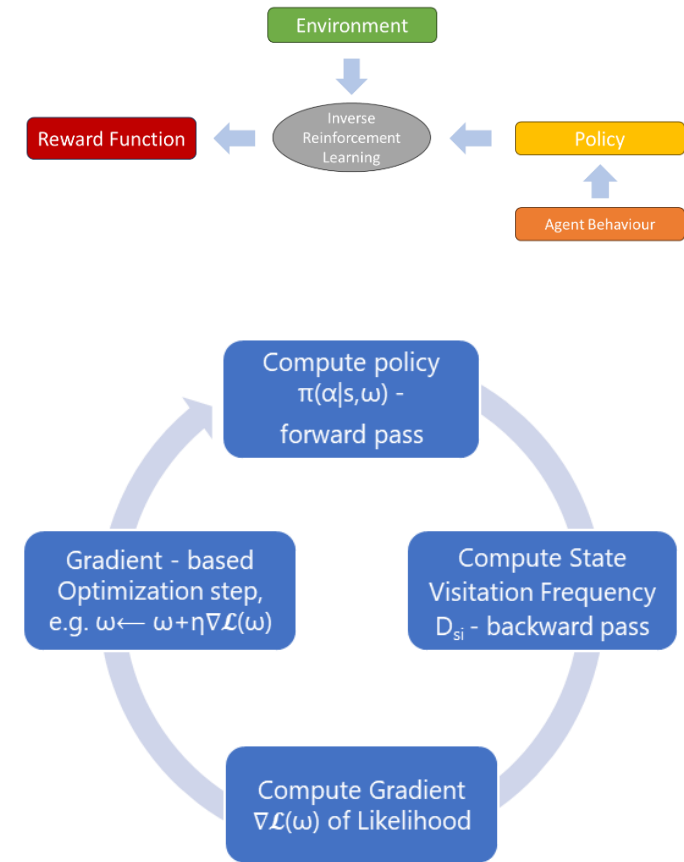 Environment
Inverse
Reinforcement
Learning
Reward Function
Policy
Agent Behaviour
Compute policy
π(α|s,ω) -
forward pass
Compute State
Visitation Frequency
Dsi - backward pass
Compute Gradient
∇ℒ(ω) of Likelihood
Gradient - based
Optimization step,
e.g. ω← ω+η∇ℒ(ω)